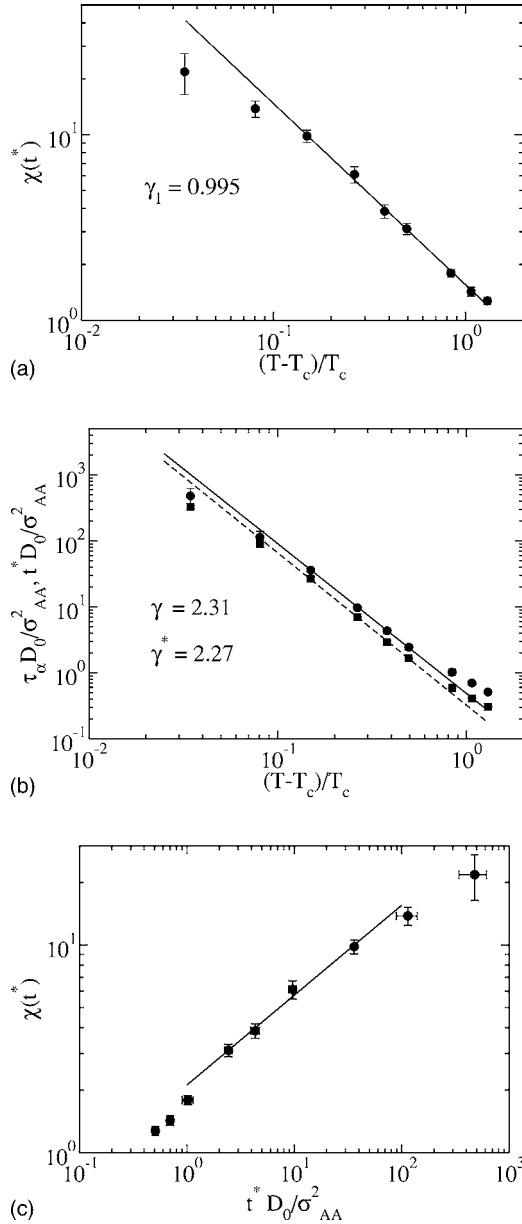 10¹
χ(t*)
γ₁ = 0.995
10⁰
10⁻² 10⁻¹ 10⁰
(a) (T-T_c)/T_c
10³
10²
τ_α D₀/σ²_AA, t* D₀/σ²_AA
10¹
γ = 2.31
γ* = 2.27
10⁰
10⁻¹
10⁻² 10⁻¹ 10⁰
(b) (T-T_c)/T_c
10¹
χ(t*)
10⁰
10⁻¹ 10⁰ 10¹ 10² 10³
(c) t* D₀/σ²_AA